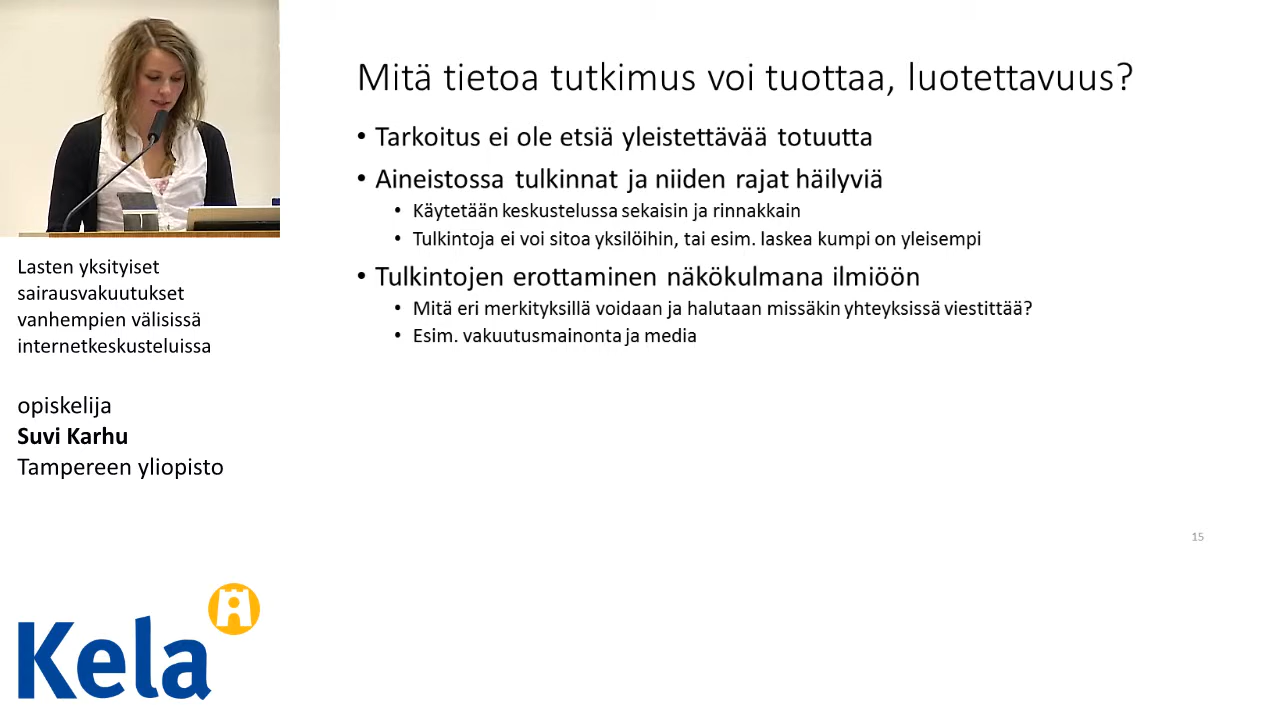 Mitä tietoa tutkimus voi tuottaa, luotettavuus?
• Tarkoitus ei ole etsiä yleistettävää totuutta
• Aineistossa tulkinnat ja niiden rajat häilyviä
• Käytetään keskustelussa sekaisin ja rinnakkain
• Tulkintoja ei voi sitoa yksilöihin, tai esim. laskea kumpi on yleisempi
• Tulkintojen erottaminen näkökulmana ilmiöön
• Mitä eri merkityksillä voidaan ja halutaan missäkin yhteyksissä viestittää?
• Esim. vakuutusmainonta ja media
15
Lasten yksityiset
sairausvakuutukset
vanhempien välisissä
internetkeskusteluissa
opiskelija
Suvi Karhu
Tampereen yliopisto
Kela